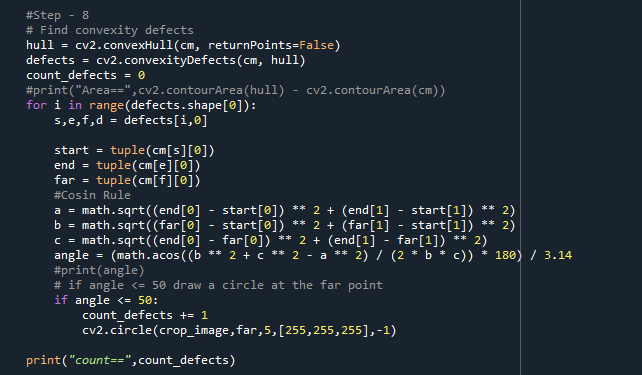 #Step - 8
# Find convexity defects
hull = cv2.convexHull(cm, returnPoints=False)
defects = cv2.convexityDefects(cm, hull)
count_defects = 0
#print("Area==",cv2.contourArea(hull) - cv2.contourArea(cm))
for i in range(defects.shape[0]):
    s,e,f,d = defects[i,0]

    start = tuple(cm[s][0])
    end = tuple(cm[e][0])
    far = tuple(cm[f][0])
    #Cosin Rule
    a = math.sqrt((end[0] - start[0]) ** 2 + (end[1] - start[1]) ** 2)
    b = math.sqrt((far[0] - start[0]) ** 2 + (far[1] - start[1]) ** 2)
    c = math.sqrt((end[0] - far[0]) ** 2 + (end[1] - far[1]) ** 2)
    angle = (math.acos((b ** 2 + c ** 2 - a ** 2) / (2 * b * c)) * 180) / 3.14
    #print(angle)
    # if angle <= 50 draw a circle at the far point
    if angle <= 50:
        count_defects += 1
        cv2.circle(crop_image,far,5,[255,255,255],-1)

print("count==",count_defects)